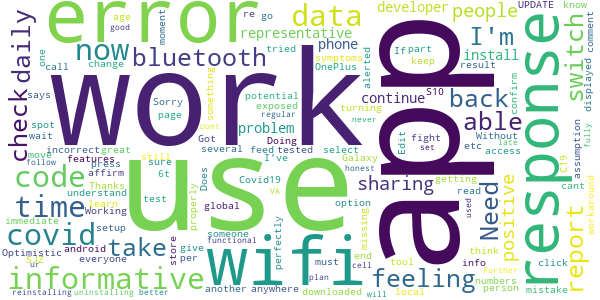 error
data
developer
UPDATE
people
know
age
good
re
go
representative
I'm
install
daily
check
now
bluetooth
one
call
change
tried
part
phone
OnePlus
moment
If
keep
symptoms
alerted
S10
result
switch
displayed
comment
says
Sorry
page
something
potential
exposed
regular
turning
never
continue
back
able
confirm
Without
etc
late
access
wait
spot
incorrect
great
Got
Dont
problem
several
feed
tested
select
Edit
fight
set
work
app
response
assumption
C19
fully
workaround
move
features
still
Doing
I've
Galaxy
sharing
getting
cant
code
press
affirm
sure
6t
Does
Covid19
VA
Need
positive
read
used
time
Thanks
learn
understand
test
properly
use
global
perfectly
option
missing
tool
info
think
report
click
covid
Working
setup
someone
functional
wifi
must
plan
end
cell
feeling
numbers
person
Further
mistake
immediate
Optimistic
ur
take
android
everyone
store
give
per
informative
another
anywhere
downloaded
will
local
follow
reinstalling
uninstalling
better
honest